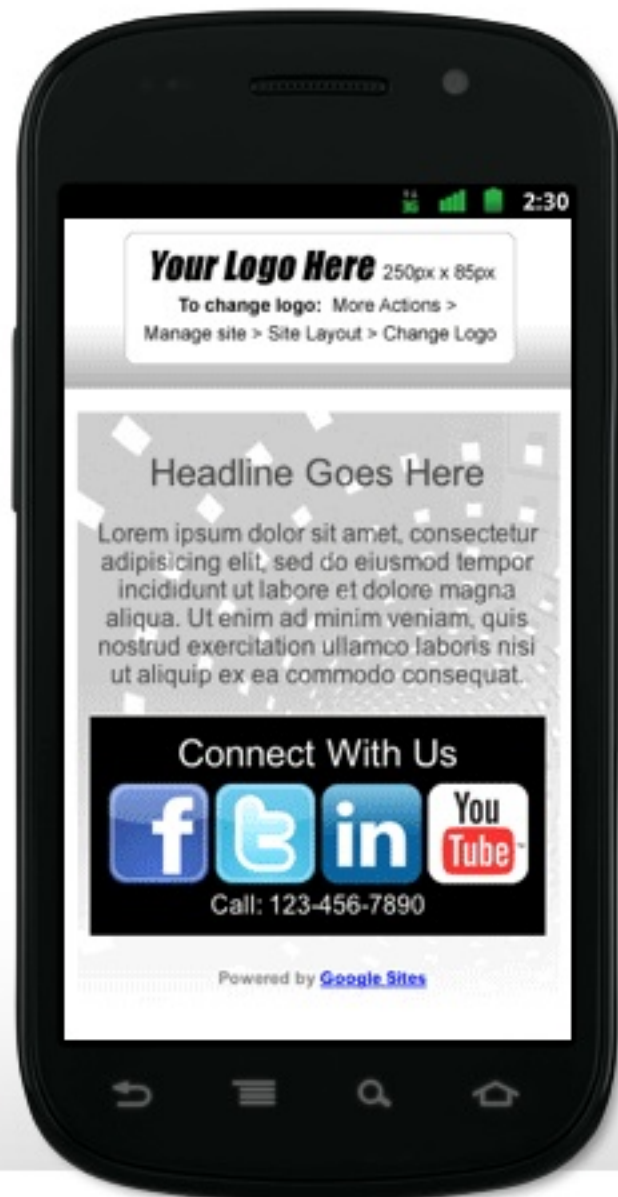 3G 2:30
Your Logo Here 250px x 85px
To change logo: More Actions >
Manage site > Site Layout > Change Logo
Headline Goes Here
Lorem ipsum dolor sit amet, consectetur
adipisicing elit, sed do eiusmod tempor
incididunt ut labore et dolore magna
aliqua. Ut enim ad minim veniam, quis
nostrud exercitation ullamco laboris nisi
ut aliquip ex ea commodo consequat.
Connect With Us
f t in You Tube
Call: 123-456-7890
Powered by Google Sites